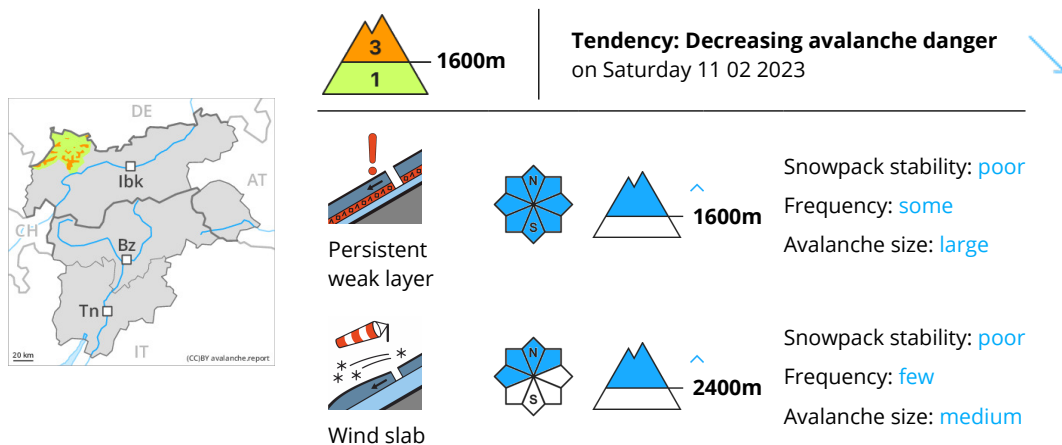 3
1
1600m
Tendency: Decreasing avalanche danger
on Saturday 11 02 2023
DE
Ibk
AT
CH
Bz
Tn
IT
20 km
(CC)BY avalanche.report
Persistent
weak layer
N
S
1600m
Snowpack stability: poor
Frequency: some
Avalanche size: large
Wind slab
N
S
2400m
Snowpack stability: poor
Frequency: few
Avalanche size: medium